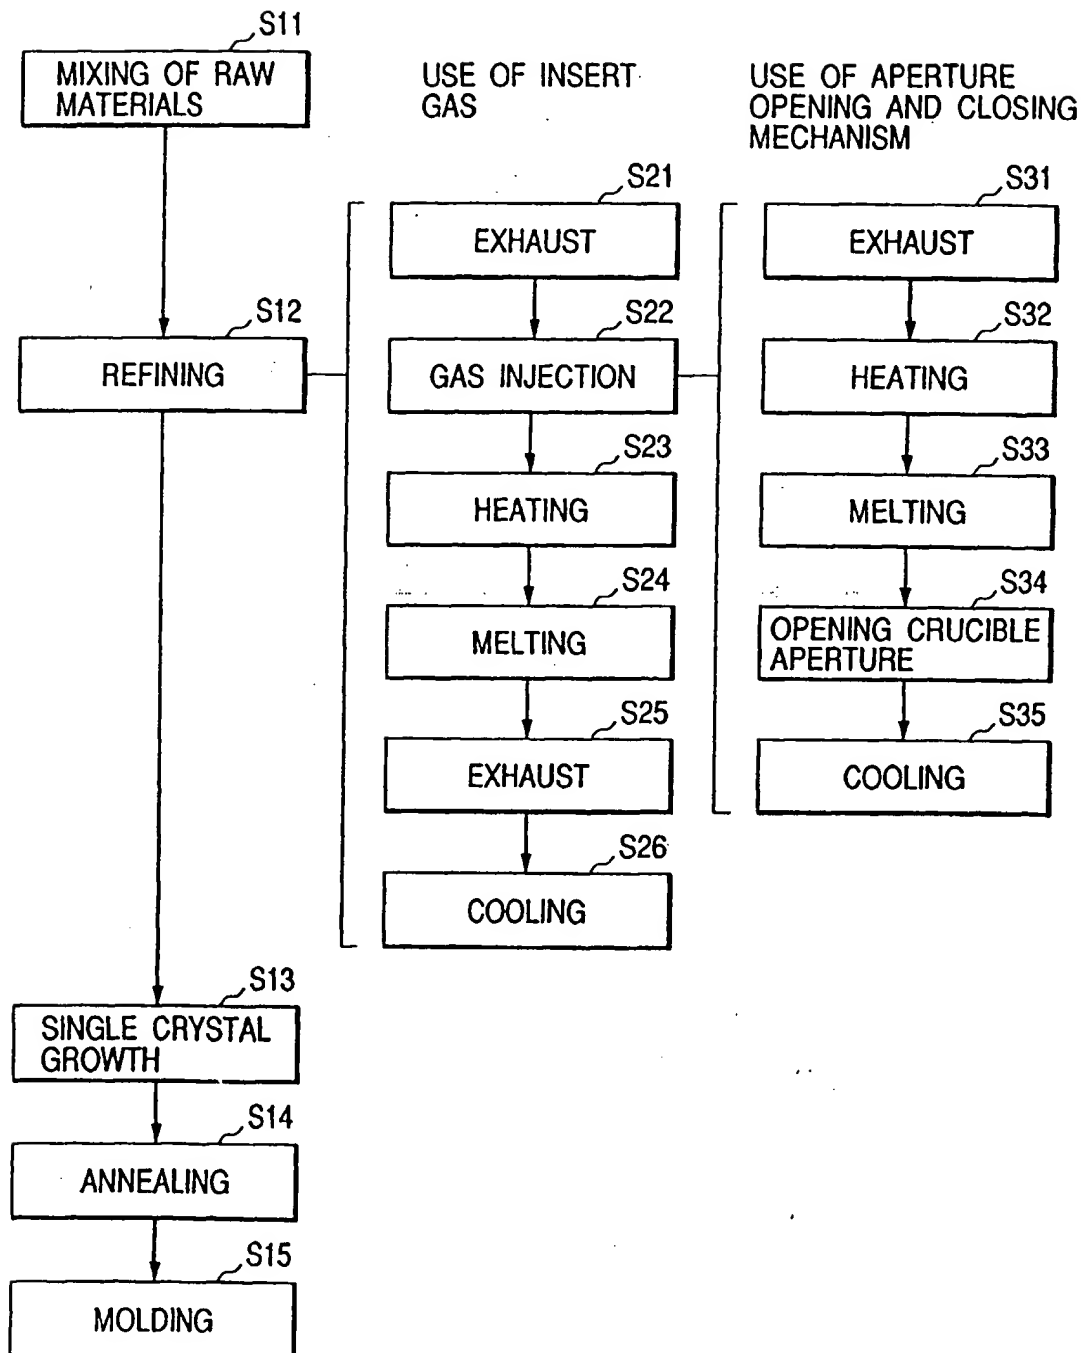 S11
MIXING OF RAW
MATERIALS
S12
REFINING
S13
SINGLE CRYSTAL
GROWTH
S14
ANNEALING
S15
MOLDING
USE OF INSERT
GAS
S21
EXHAUST
S22
GAS INJECTION
S23
HEATING
S24
MELTING
S25
EXHAUST
S26
COOLING
USE OF APERTURE
OPENING AND CLOSING
MECHANISM
S31
EXHAUST
S32
HEATING
S33
MELTING
S34
OPENING CRUCIBLE
APERTURE
S35
COOLING